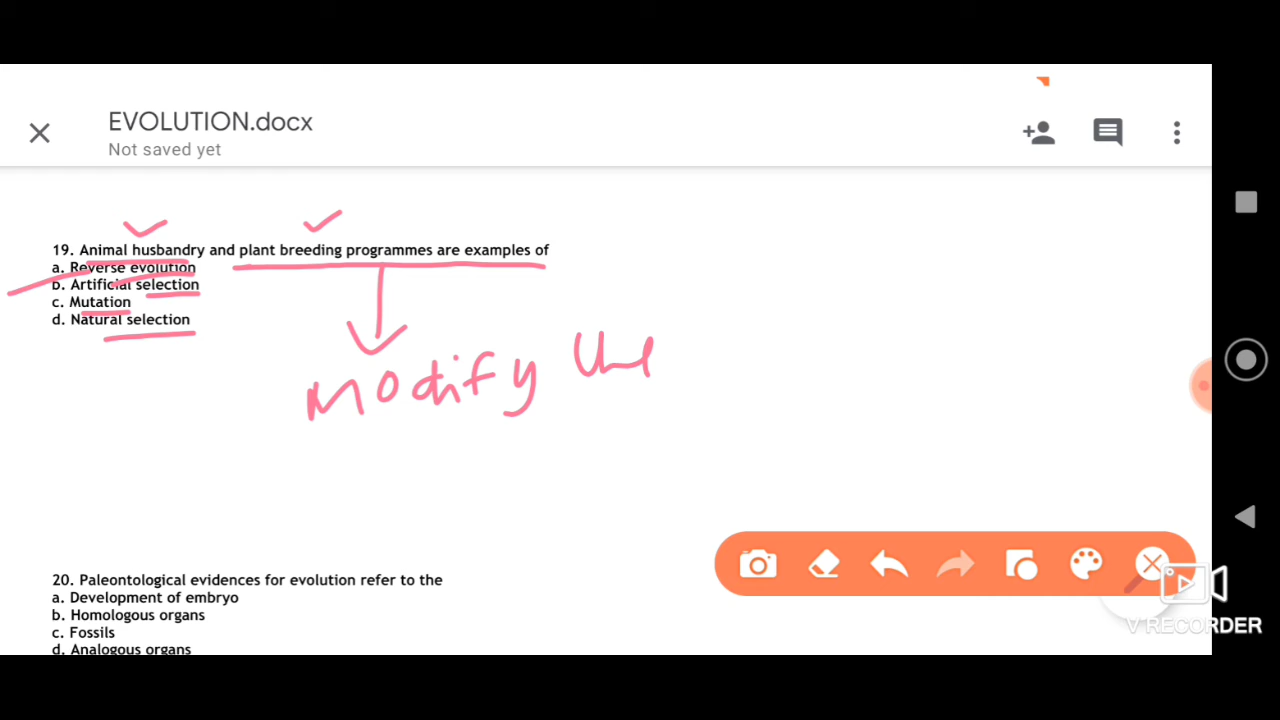 EVOLUTION.docx
Not saved yet
19. Animal husbandry and plant breeding programmes are examples of
a. Reverse evolution
b. Artificial selection
c. Mutation
d. Natural selection
Modify the
20. Paleontological evidences for evolution refer to the
a. Development of embryo
b. Homologous organs
c. Fossils
d. Analogous organs
V RECORDER